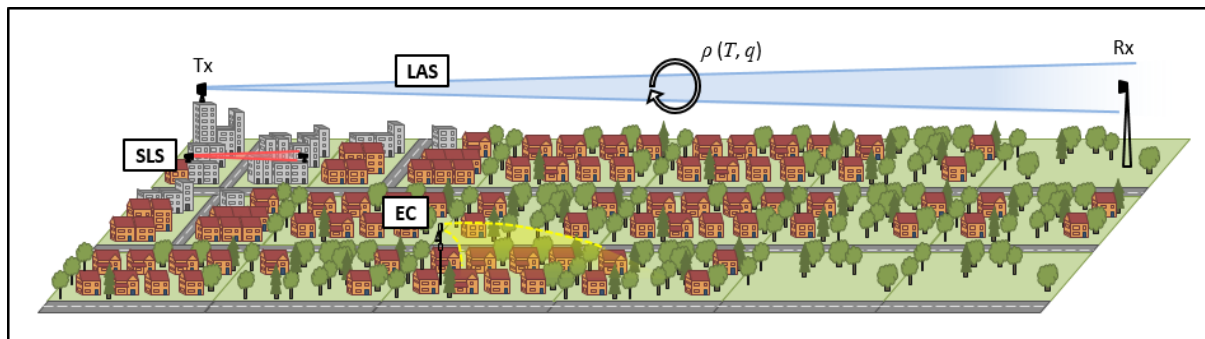 Tx
LAS
ρ (T, q)
Rx
SLS
EC